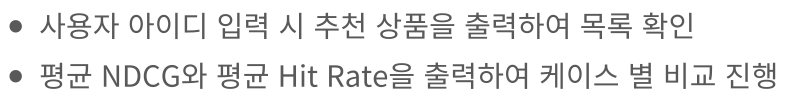 ● 사용자 아이디 입력 시 추천 상품을 출력하여 목록 확인
● 평균 NDCG와 평균 Hit Rate을 출력하여 케이스 별 비교 진행